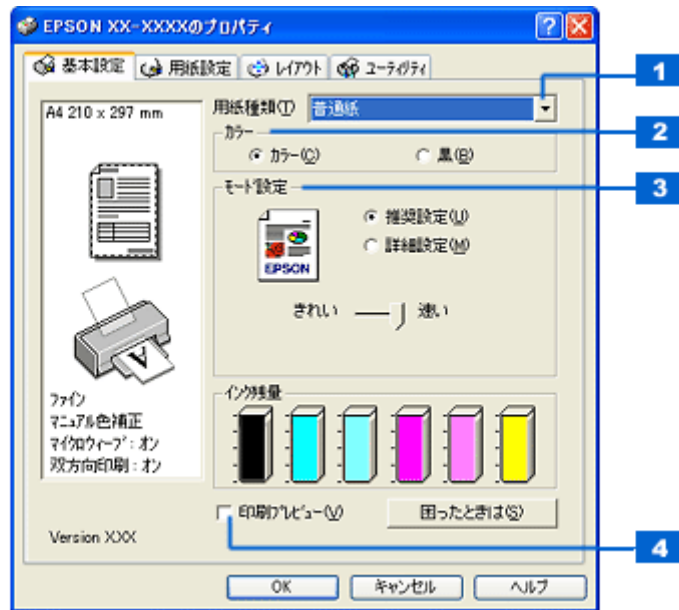 EPSON XX-XXXXのプロパティ
基本設定 用紙設定 レイアウト ユーティリティ
A4 210 x 297 mm
用紙種類(T) 普通紙
1
カラー
2
カラー(C) 黒(B)
モード設定
3
推奨設定(U)
詳細設定(M)
EPSON
きれい 速い
A
ファイン
マニュアル色補正
マイクロウィーブ：オン
双方向印刷：オン
インク残量
印刷プレビュー(V) 困ったときは(S)
Version XXX
4
OK キャンセル ヘルプ